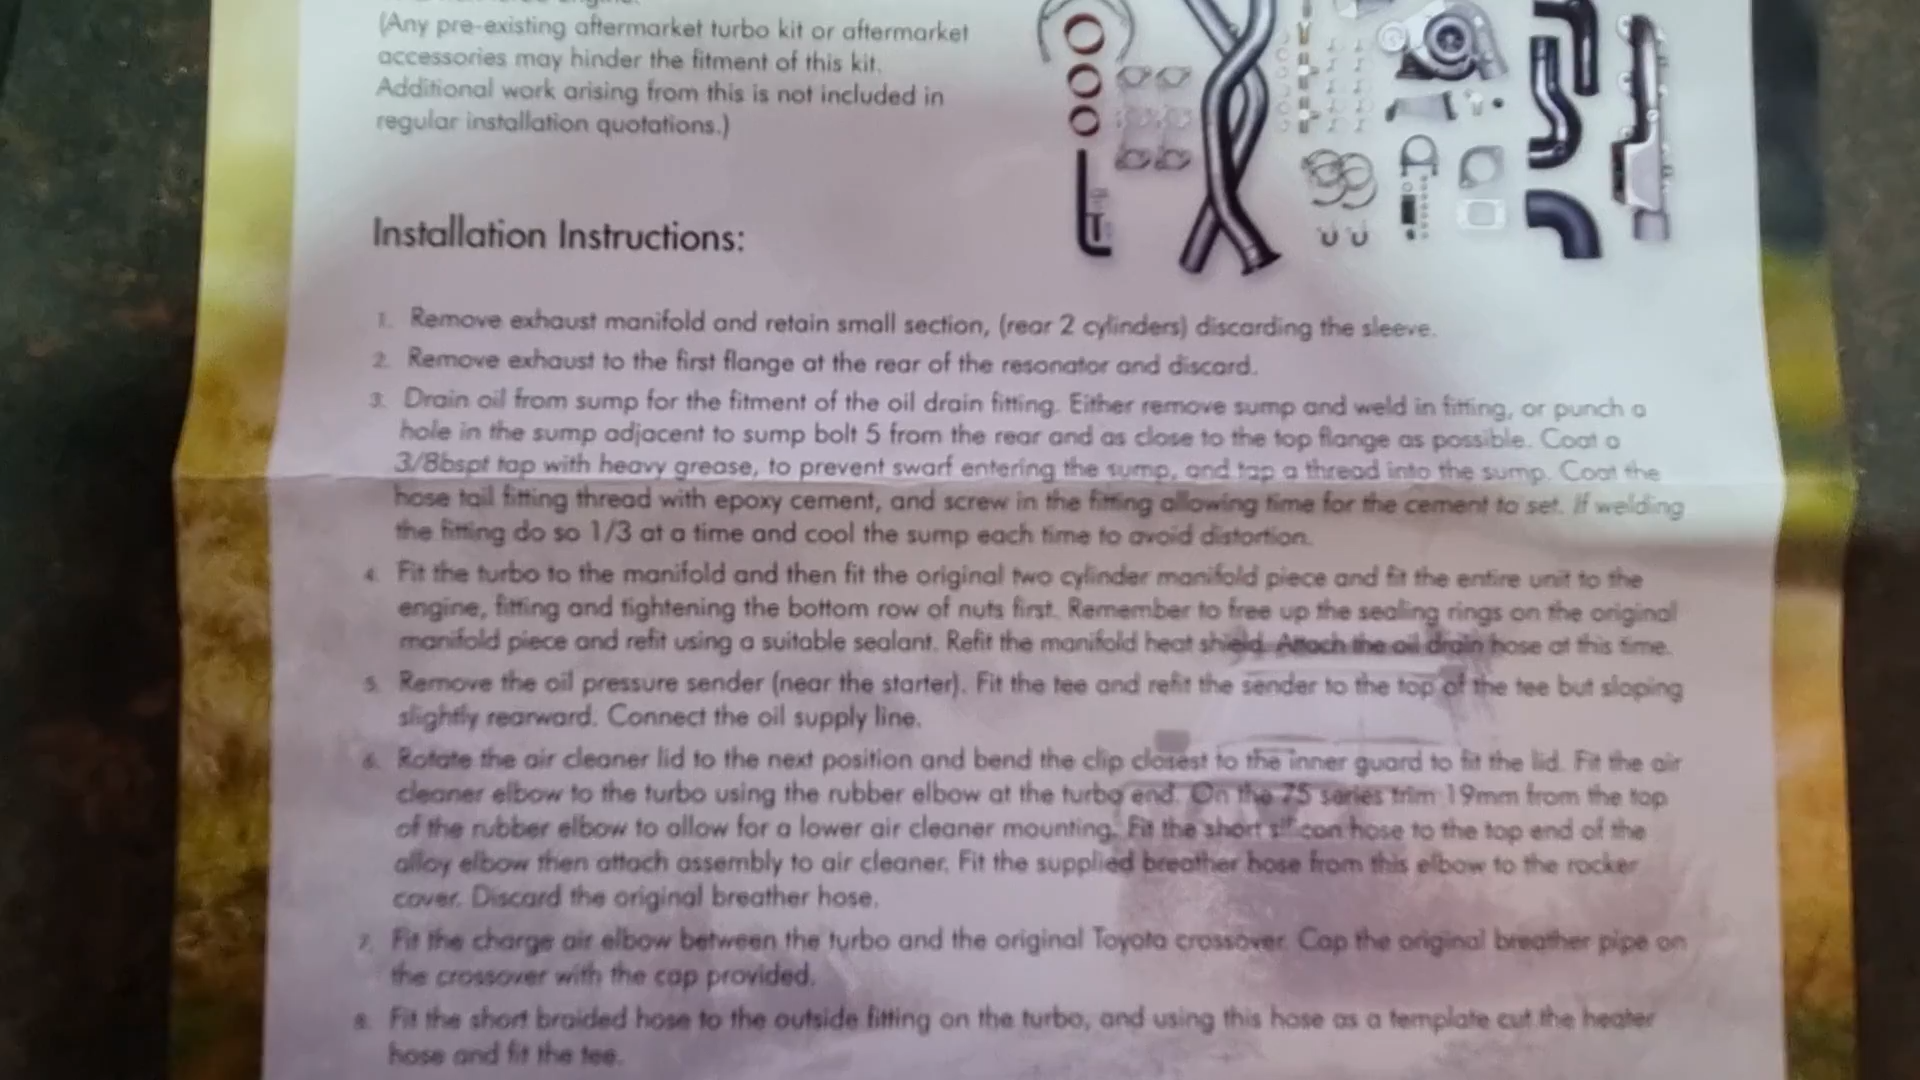 (Any pre-existing aftermarket turbo kit or aftermarket
accessories may hinder the fitment of this kit.
Additional work arising from this is not included in
regular installation quotations.)
Installation Instructions:
1. Remove exhaust manifold and retain small section, (rear 2 cylinders) discarding the sleeve.
2. Remove exhaust to the first flange at the rear of the resonator and discard.
3. Drain oil from sump for the fitment of the oil drain fitting. Either remove sump and weld in fitting, or punch a
hole in the sump adjacent to sump bolt 5 from the rear and as close to the top flange as possible. Coat a
3/8bspt tap with heavy grease, to prevent swarf entering the sump, and tap a thread into the sump. Coat the
hose tail fitting thread with epoxy cement, and screw in the fitting allowing time for the cement to set. If welding
the fitting do so 1/3 at a time and cool the sump each time to avoid distortion.
4. Fit the turbo to the manifold and then fit the original two cylinder manifold piece and fit the entire unit to the
engine, fitting and tightening the bottom row of nuts first. Remember to free up the sealing rings on the original
manifold piece and refit using a suitable sealant. Refit the manifold heat shield. Attach the oil drain hose at this time.
5. Remove the oil pressure sender (near the starter). Fit the tee and refit the sender to the top of the tee but sloping
slightly rearward. Connect the oil supply line.
6. Rotate the air cleaner lid to the next position and bend the clip closest to the inner guard to fit the lid. Fit the air
cleaner elbow to the turbo using the rubber elbow at the turbo end. On the 75 series trim 19mm from the top
of the rubber elbow to allow for a lower air cleaner mounting. Fit the short silicon hose to the top end of the
alloy elbow then attach assembly to air cleaner. Fit the supplied breather hose from this elbow to the rocker
cover. Discard the original breather hose.
7. Fit the charge air elbow between the turbo and the original Toyota crossover. Cap the original breather pipe on
the crossover with the cap provided.
8. Fit the short braided hose to the outside fitting on the turbo, and using this hose as a template cut the heater
hose and fit the tee.